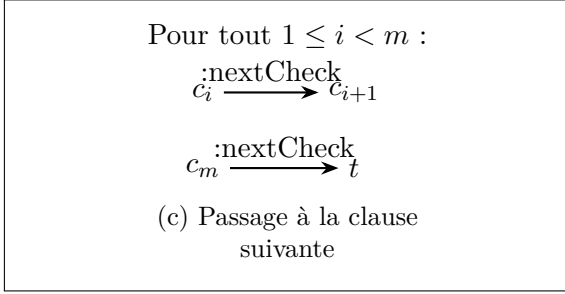 Pour tout 1 ≤ i < m :
:nextCheck
c_i ⟶ c_{i+1}
:nextCheck
c_m ⟶ t
(c) Passage à la clause
suivante